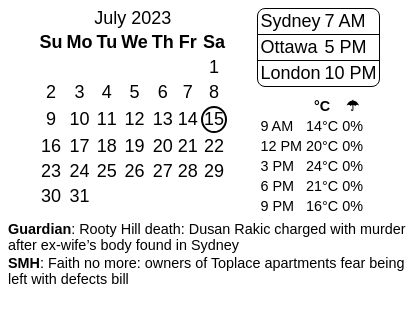 July 2023
Su Mo Tu We Th Fr Sa
1
2 3 4 5 6 7 8
9 10 11 12 13 14 15
16 17 18 19 20 21 22
23 24 25 26 27 28 29
30 31
Sydney 7 AM
Ottawa 5 PM
London 10 PM
°C ☂
9 AM 14°C 0%
12 PM 20°C 0%
3 PM 24°C 0%
6 PM 21°C 0%
9 PM 16°C 0%
Guardian: Rooty Hill death: Dusan Rakic charged with murder
after ex-wife’s body found in Sydney
SMH: Faith no more: owners of Toplace apartments fear being
left with defects bill